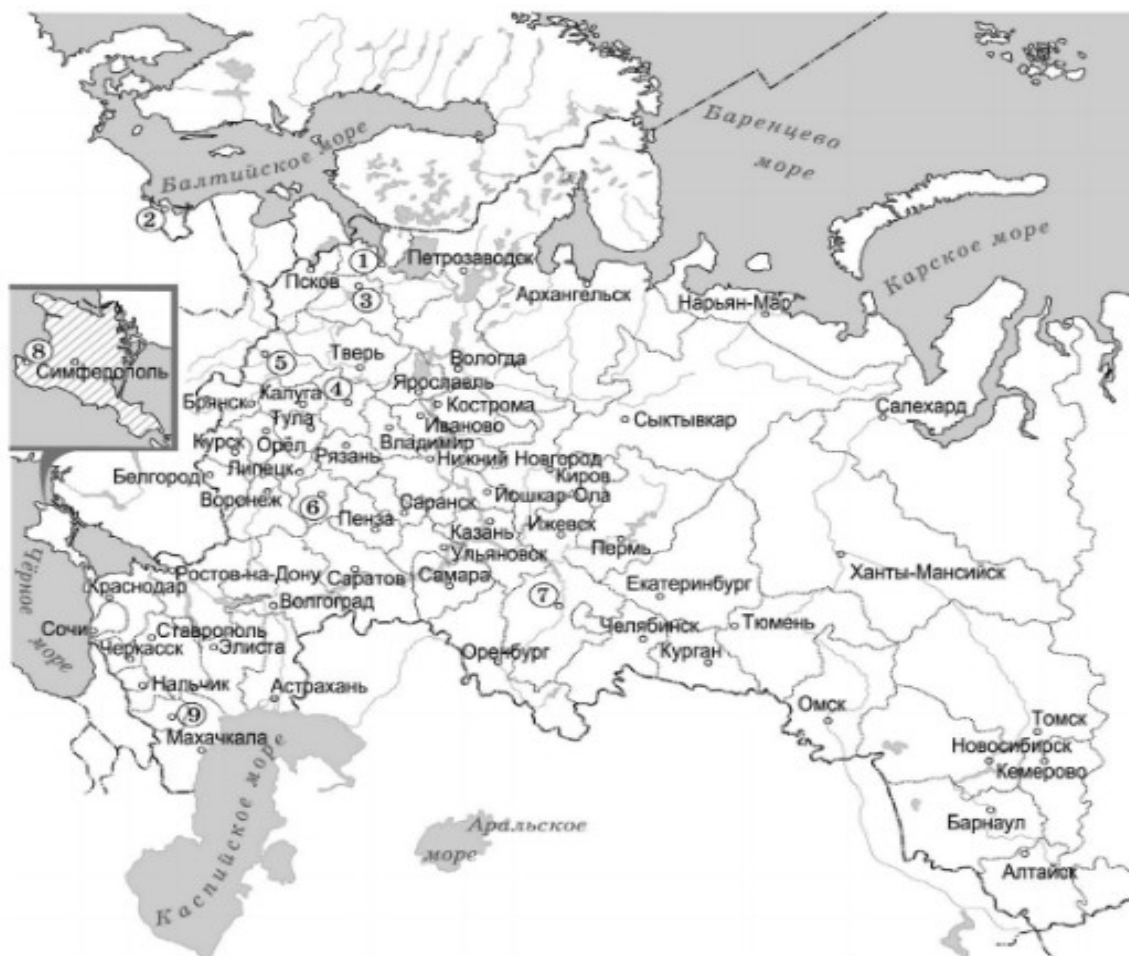 Баренцево
море
Балтийское море
②
Карское море
①
Петрозаводск
Псков
③
Архангельск
Нарьян-Мар
⑧
Симфедополь
⑤
Тверь
Вологда
④
Ярославль
Калуга
Брянск
Кострома
Салехард
Тула
Иваново
Сыктывкар
Курск
Орёл
Владимир
Рязань
Нижний Новгород
Липецк
Киров
Белгород
Воронеж
⑥
Саранск
Йошкар-Ола
Пенза
Казань
Ижевск
Ульяновск
Пермь
Чёрное
море
Краснодар
Ростов-на-Дону
Саратов
Самара
Ханты-Мансийск
Волгоград
⑦
Екатеринбург
Сочи
Ставрополь
Челябинск
Тюмень
Черкасск
Элиста
Оренбург
Курган
Нальчик
Астрахань
Омск
⑨
Томск
Махачкала
Новосибирск
Кемерово
Каспийское море
Аральское
море
Барнаул
Алтайск